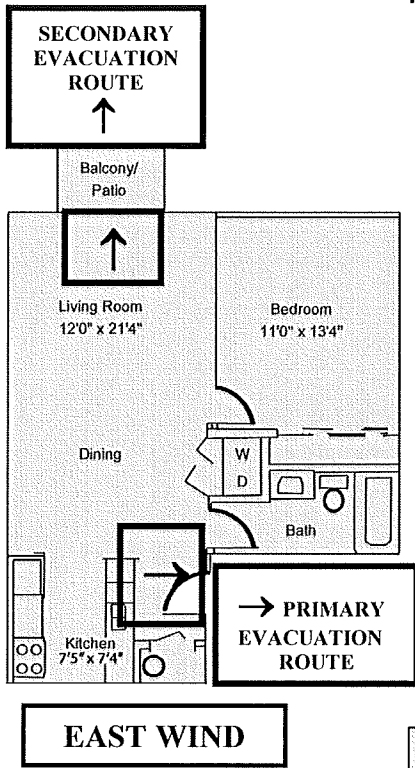 SECONDARY
EVACUATION
ROUTE
Balcony/
Patio
Living Room
12'0" x 21'4"
Bedroom
11'0" x 13'4"
Dining
W
D
Bath
Kitchen
7'5" x 7'4"
PRIMARY
EVACUATION
ROUTE
EAST WIND